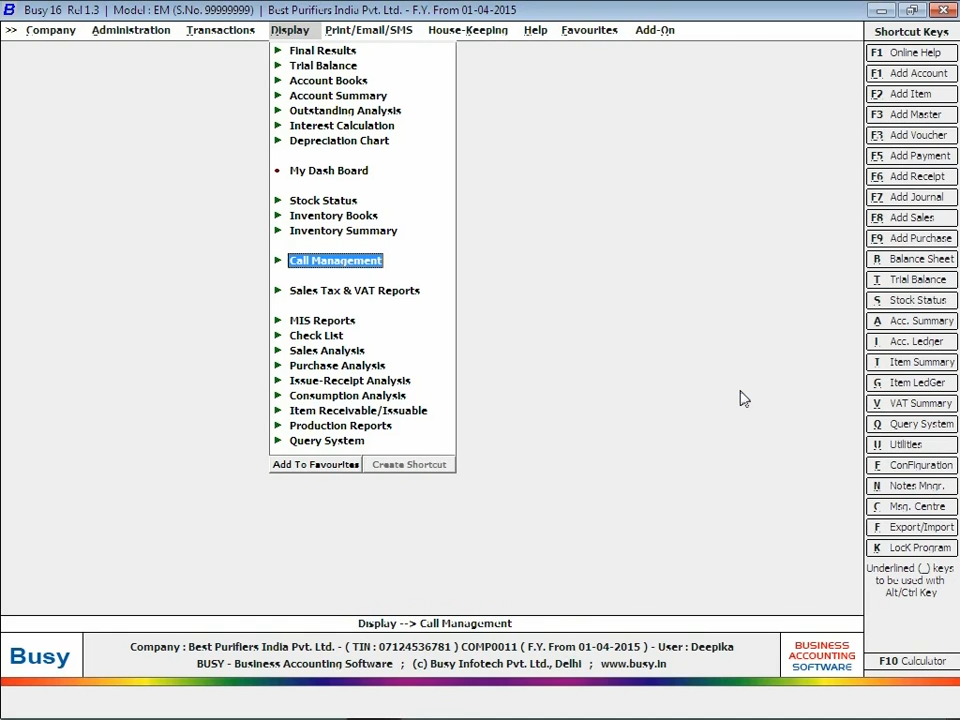 Busy 16  Rel 1.3 | Model : EM (S.No. 99999999) | Best Purifiers India Pvt. Ltd. - F.Y. From 01-04-2015
>> Company Administration Transactions Display Print/Email/SMS House-Keeping Help Favourites Add-On
Final Results
Trial Balance
Account Books
Account Summary
Outstanding Analysis
Interest Calculation
Depreciation Chart
My Dash Board
Stock Status
Inventory Books
Inventory Summary
Call Management
Sales Tax & VAT Reports
MIS Reports
Check List
Sales Analysis
Purchase Analysis
Issue-Receipt Analysis
Consumption Analysis
Item Receivable/Issuable
Production Reports
Query System
Add To Favourites Create Shortcut
Shortcut Keys
F1 Online Help
F1 Add Account
F2 Add Item
F3 Add Master
F3 Add Voucher
F5 Add Payment
F6 Add Receipt
F7 Add Journal
F8 Add Sales
F9 Add Purchase
B Balance Sheet
T Trial Balance
S Stock Status
A Acc. Summary
L Acc. Ledger
I Item Summary
G Item LedGer
V VAT Summary
Q Query System
U Utilities
F ConFiguration
N Notes Mngr.
C Msg. Centre
E Export/Import
K LocK Program
Underlined (_) keys
to be used with
Alt/Ctrl Key
F10 Calculator
Display --> Call Management
Busy
Company : Best Purifiers India Pvt. Ltd. - ( TIN : 07124536781 ) COMP0011 ( F.Y. From 01-04-2015 ) - User : Deepika
BUSY - Business Accounting Software ; (c) Busy Infotech Pvt. Ltd., Delhi ; www.busy.in
BUSINESS
ACCOUNTING
SOFTWARE